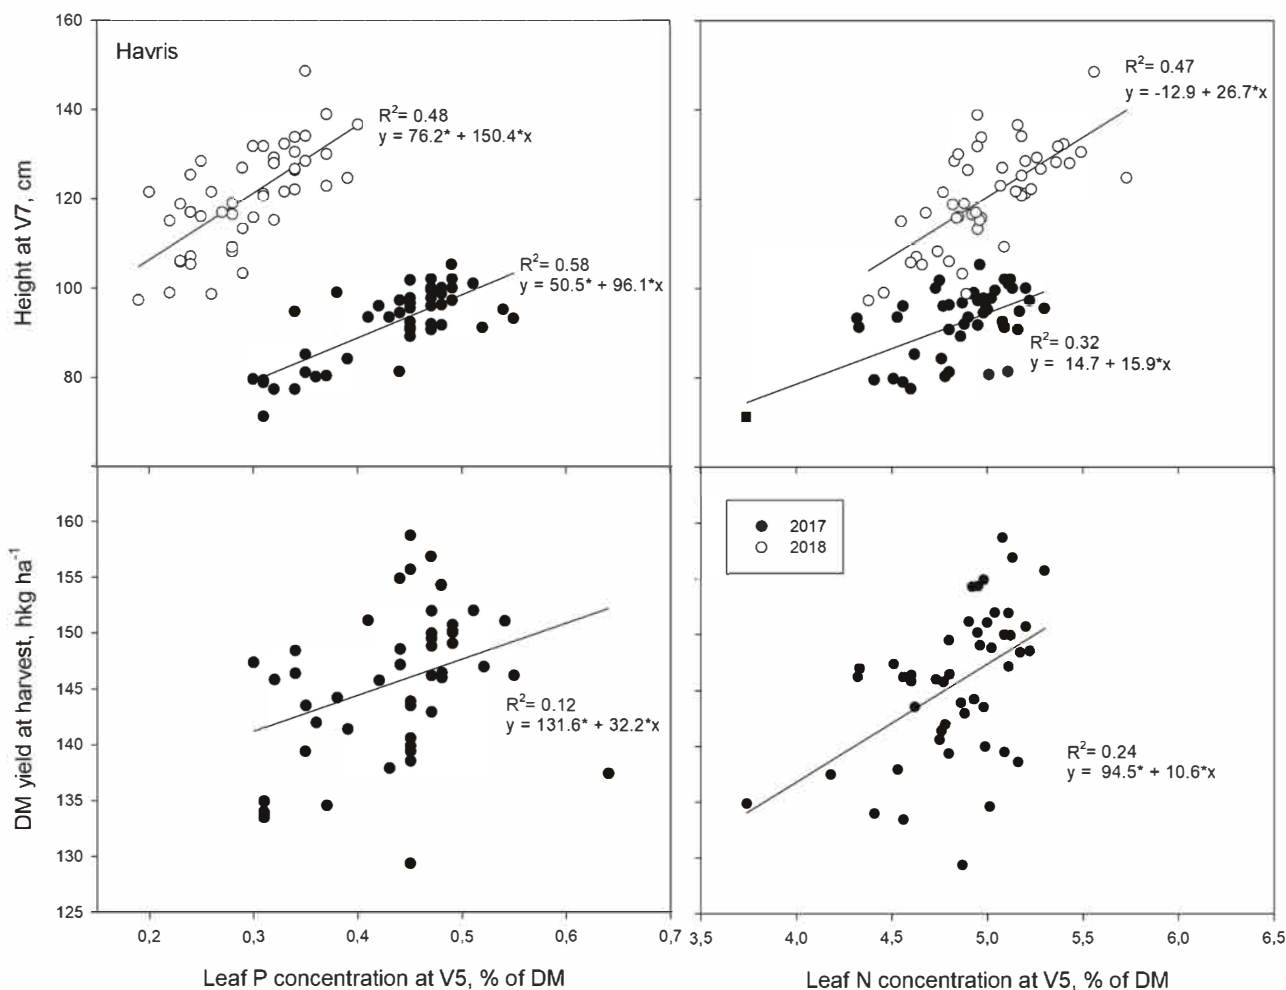 Havris
160
140
120
100
80
Height at V7, cm
R²= 0.48
y = 76.2* + 150.4*x
R²= 0.58
y = 50.5* + 96.1*x
R²= 0.47
y = -12.9 + 26.7*x
R²= 0.32
y = 14.7 + 15.9*x
160
155
150
145
140
135
130
125
DM yield at harvest, hkg ha⁻¹
R²= 0.12
y = 131.6* + 32.2*x
2017
2018
R²= 0.24
y = 94.5* + 10.6*x
0,2 0,3 0,4 0,5 0,6 0,7
Leaf P concentration at V5, % of DM
3,5 4,0 4,5 5,0 5,5 6,0 6,5
Leaf N concentration at V5, % of DM